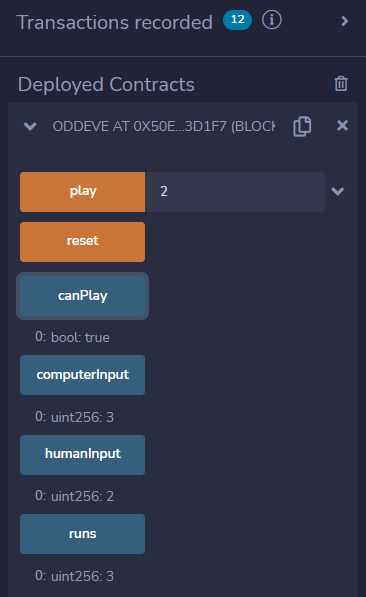 Transactions recorded 12 i
Deployed Contracts
ODDEVE AT 0X50E...3D1F7 (BLOCK
play 2
reset
canPlay
0: bool: true
computerInput
0: uint256: 3
humanInput
0: uint256: 2
runs
0: uint256: 3